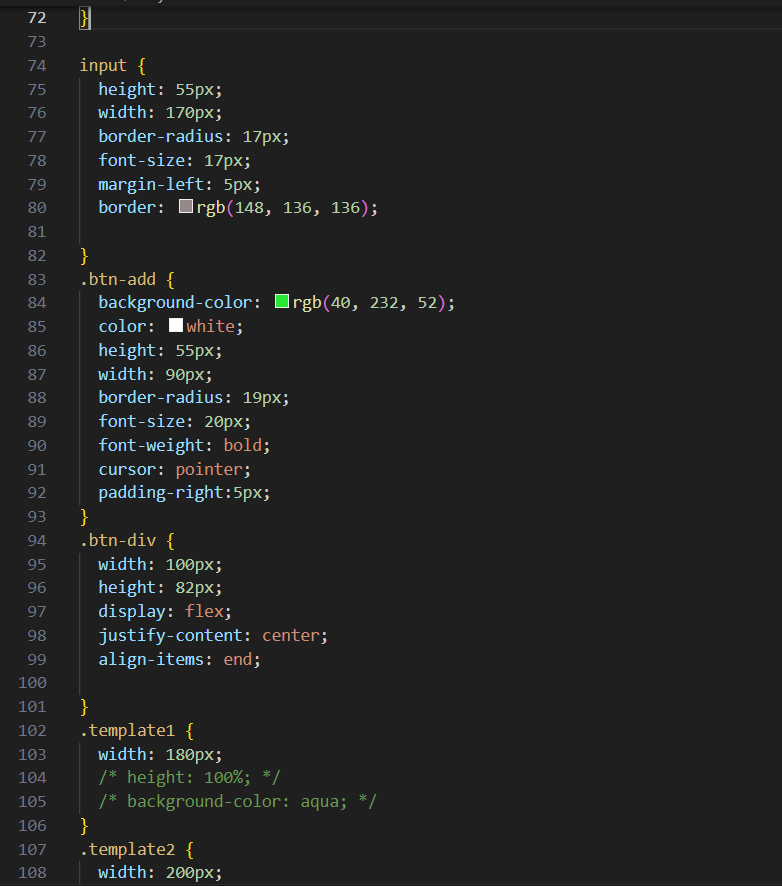 72 }
73
74 input {
75 height: 55px;
76 width: 170px;
77 border-radius: 17px;
78 font-size: 17px;
79 margin-left: 5px;
80 border: rgb(148, 136, 136);
81
82 }
83 .btn-add {
84 background-color: rgb(40, 232, 52);
85 color: white;
86 height: 55px;
87 width: 90px;
88 border-radius: 19px;
89 font-size: 20px;
90 font-weight: bold;
91 cursor: pointer;
92 padding-right:5px;
93 }
94 .btn-div {
95 width: 100px;
96 height: 82px;
97 display: flex;
98 justify-content: center;
99 align-items: end;
100
101 }
102 .template1 {
103 width: 180px;
104 /* height: 100%; */
105 /* background-color: aqua; */
106 }
107 .template2 {
108 width: 200px;